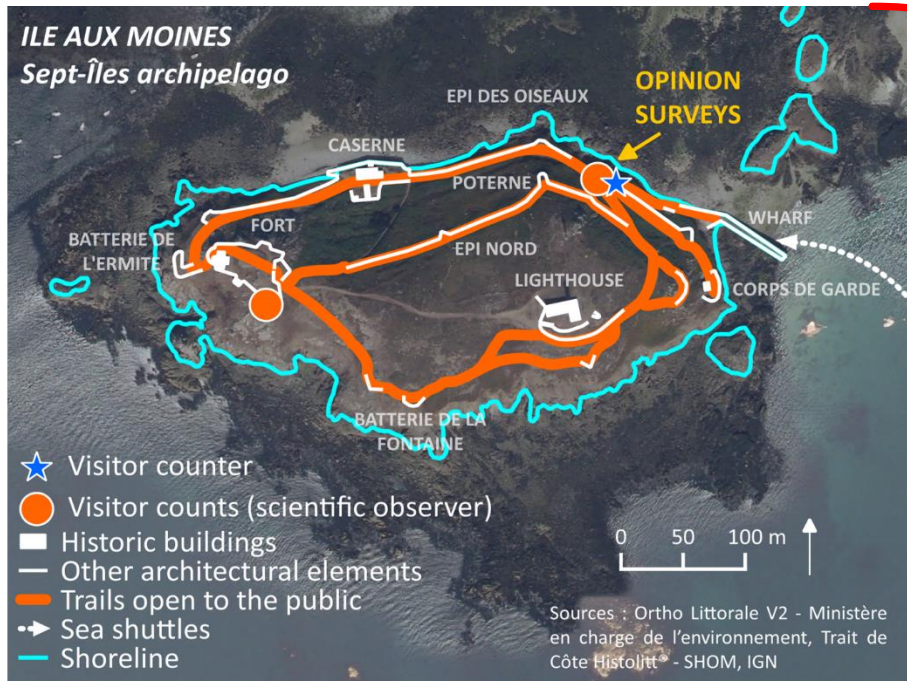 ILE AUX MOINES
Sept-Îles archipelago
OPINION
SURVEYS
EPI DES OISEAUX
CASERNE
POTERNE
WHARF
FORT
BATTERIE DE
L'ERMITE
EPI NORD
LIGHTHOUSE
CORPS DE GARDE
BATTERIE DE LA
FONTAINE
Visitor counter
Visitor counts (scientific observer)
Historic buildings
Other architectural elements
Trails open to the public
Sea shuttles
Shoreline
0 50 100 m
Sources : Ortho Littorale V2 - Ministère
en charge de l'environnement, Trait de
Côte Histolitt® - SHOM, IGN